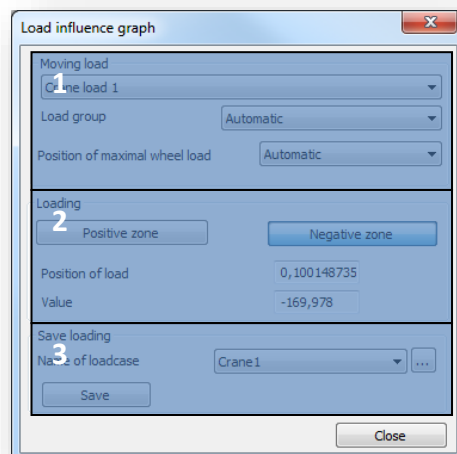 Load influence graph
Moving load
1
Crane load 1
Load group Automatic
Position of maximal wheel load Automatic
Loading
2
Positive zone Negative zone
Position of load 0,100148735
Value -169,978
Save loading
3
Name of loadcase Crane1 ...
Save
Close